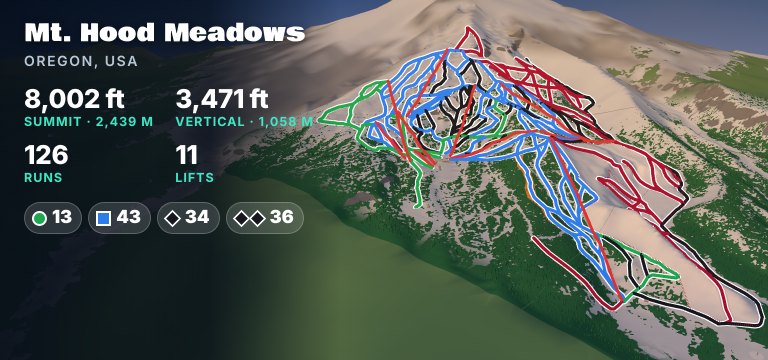 Mt. Hood Meadows
OREGON, USA
8,002 ft
SUMMIT · 2,439 M
3,471 ft
VERTICAL · 1,058 M
126
RUNS
11
LIFTS
13
43
34
36